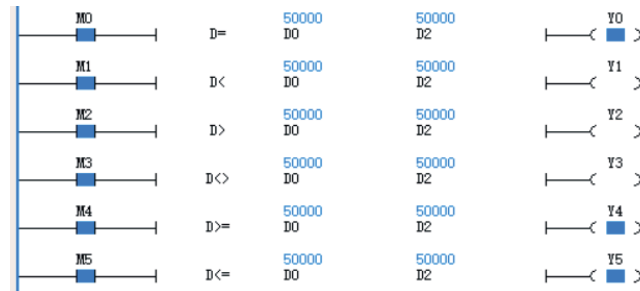 M0 50000 50000 Y0
D= D0 D2
M1 50000 50000 Y1
D< D0 D2
M2 50000 50000 Y2
D> D0 D2
M3 50000 50000 Y3
D<> D0 D2
M4 50000 50000 Y4
D>= D0 D2
M5 50000 50000 Y5
D<= D0 D2